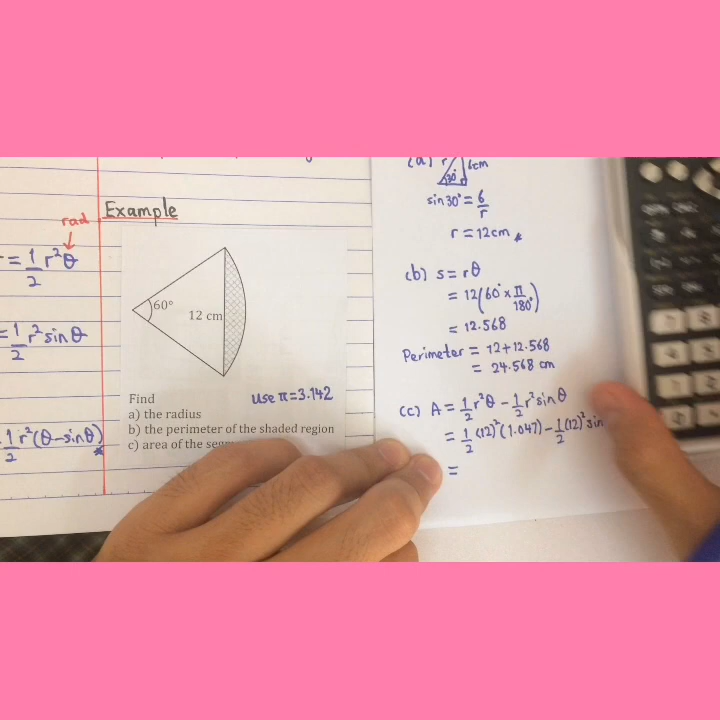 Example
rad
= 1/2 r²θ
= 1/2 r² sin θ
1/2 r²(θ - sin θ)
60°
12 cm
Find
use π = 3.142
a) the radius
b) the perimeter of the shaded region
c) area of the
(a) r 6cm
30°
sin 30° = 6/r
r = 12 cm
(b) s = rθ
= 12(60° × π/180°)
= 12.568
Perimeter = 12 + 12.568
= 24.568 cm
(c) A = 1/2 r²θ - 1/2 r² sin θ
= 1/2 (12)² (1.047) - 1/2 (12)² sin
=